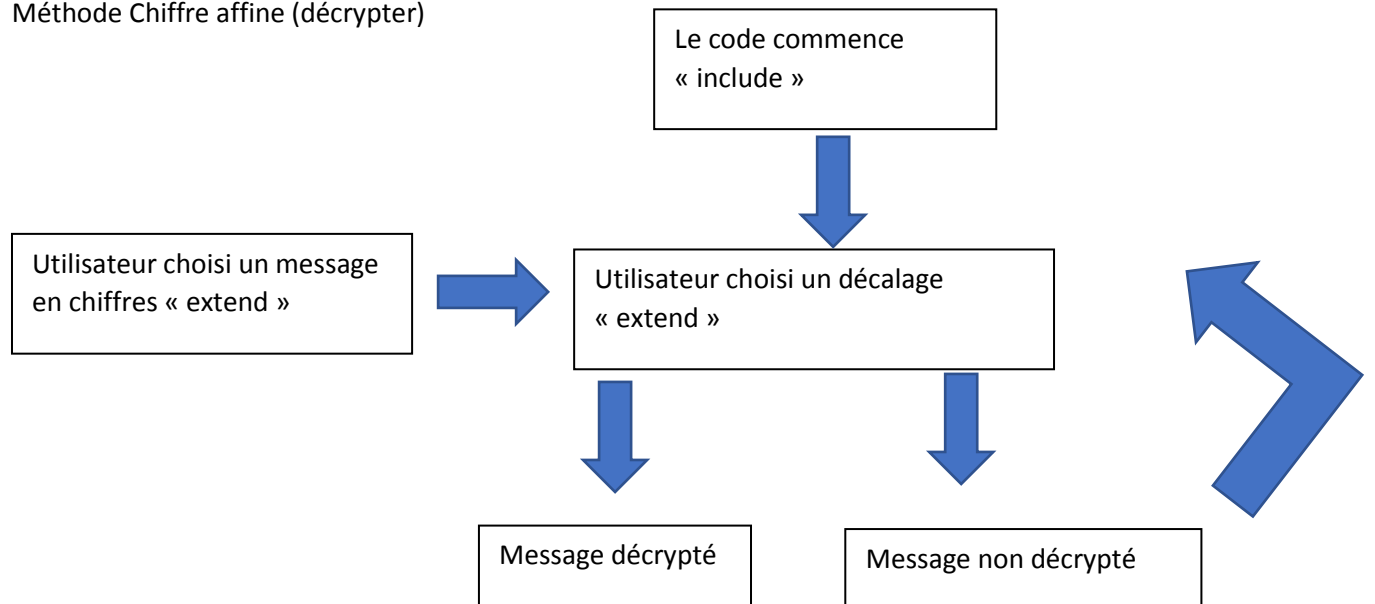 Méthode Chiffre affine (décrypter)
Le code commence
« include »
Utilisateur choisi un message
en chiffres « extend »
Utilisateur choisi un décalage
« extend »
Message décrypté
Message non décrypté